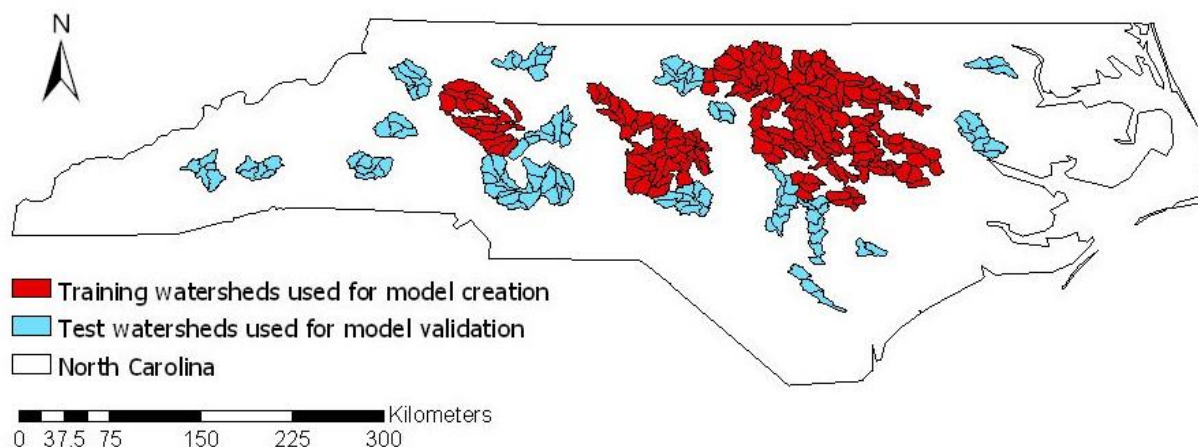 N
Training watersheds used for model creation
Test watersheds used for model validation
North Carolina
Kilometers
0 37.5 75 150 225 300